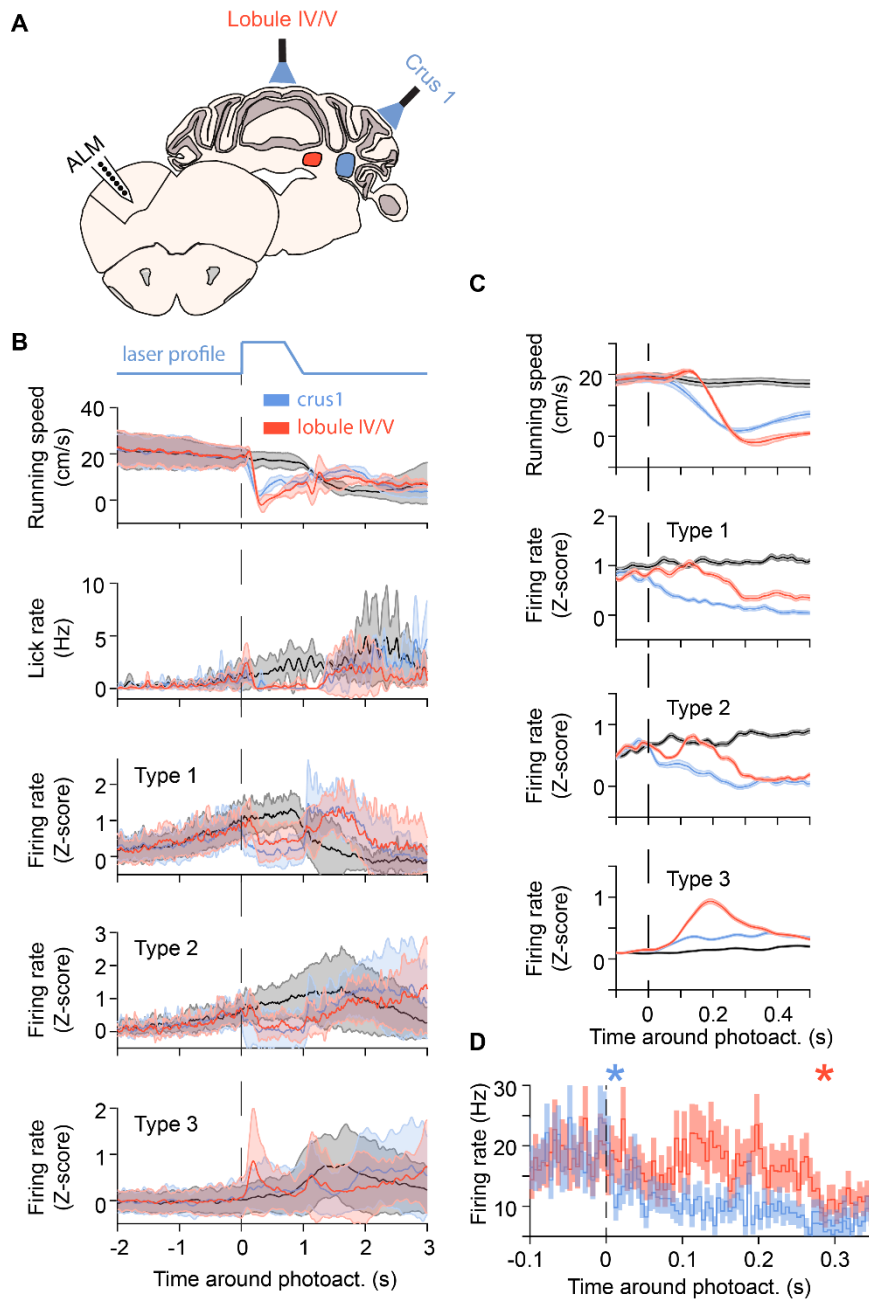 A
Lobule IV/V
Crus 1
ALM
B
laser profile
crus1
lobule IV/V
40
20
0
Running speed
(cm/s)
10
5
0
Lick rate
(Hz)
Type 1
2
1
0
Firing rate
(Z-score)
Type 2
3
2
1
0
Firing rate
(Z-score)
Type 3
2
1
0
Firing rate
(Z-score)
-2 -1 0 1 2 3
Time around photoact. (s)
C
20
0
Running speed
(cm/s)
Type 1
2
1
0
Firing rate
(Z-score)
Type 2
1
0
Firing rate
(Z-score)
Type 3
1
0
Firing rate
(Z-score)
0 0.2 0.4
Time around photoact. (s)
D
* *
30
20
10
Firing rate (Hz)
-0.1 0 0.1 0.2 0.3
Time around photoact. (s)